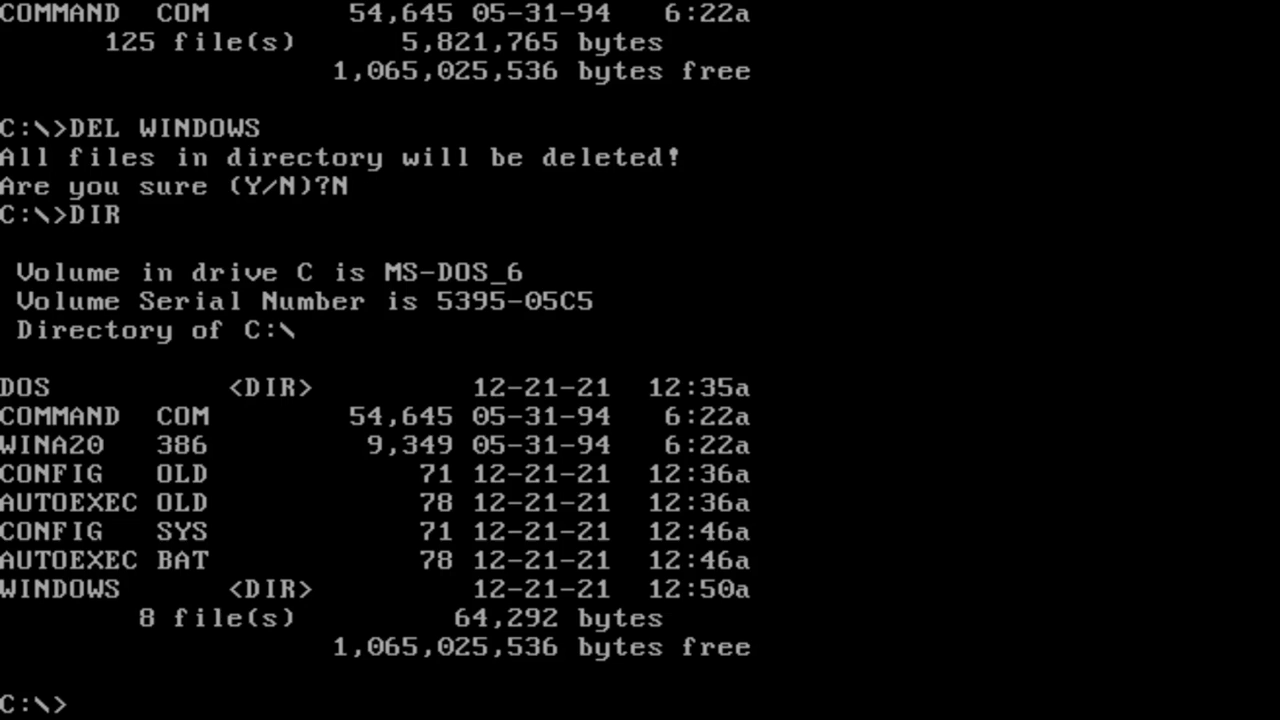 COMMAND  COM        54,645 05-31-94   6:22a
      125 file(s)      5,821,765 bytes
                   1,065,025,536 bytes free
C:\>DEL WINDOWS
All files in directory will be deleted!
Are you sure (Y/N)?N
C:\>DIR
 Volume in drive C is MS-DOS_6
 Volume Serial Number is 5395-05C5
 Directory of C:\
DOS          <DIR>         12-21-21  12:35a
COMMAND  COM        54,645 05-31-94   6:22a
WINA20   386         9,349 05-31-94   6:22a
CONFIG   OLD            71 12-21-21  12:36a
AUTOEXEC OLD            78 12-21-21  12:36a
CONFIG   SYS            71 12-21-21  12:46a
AUTOEXEC BAT            78 12-21-21  12:46a
WINDOWS      <DIR>         12-21-21  12:50a
        8 file(s)         64,292 bytes
                   1,065,025,536 bytes free
C:\>